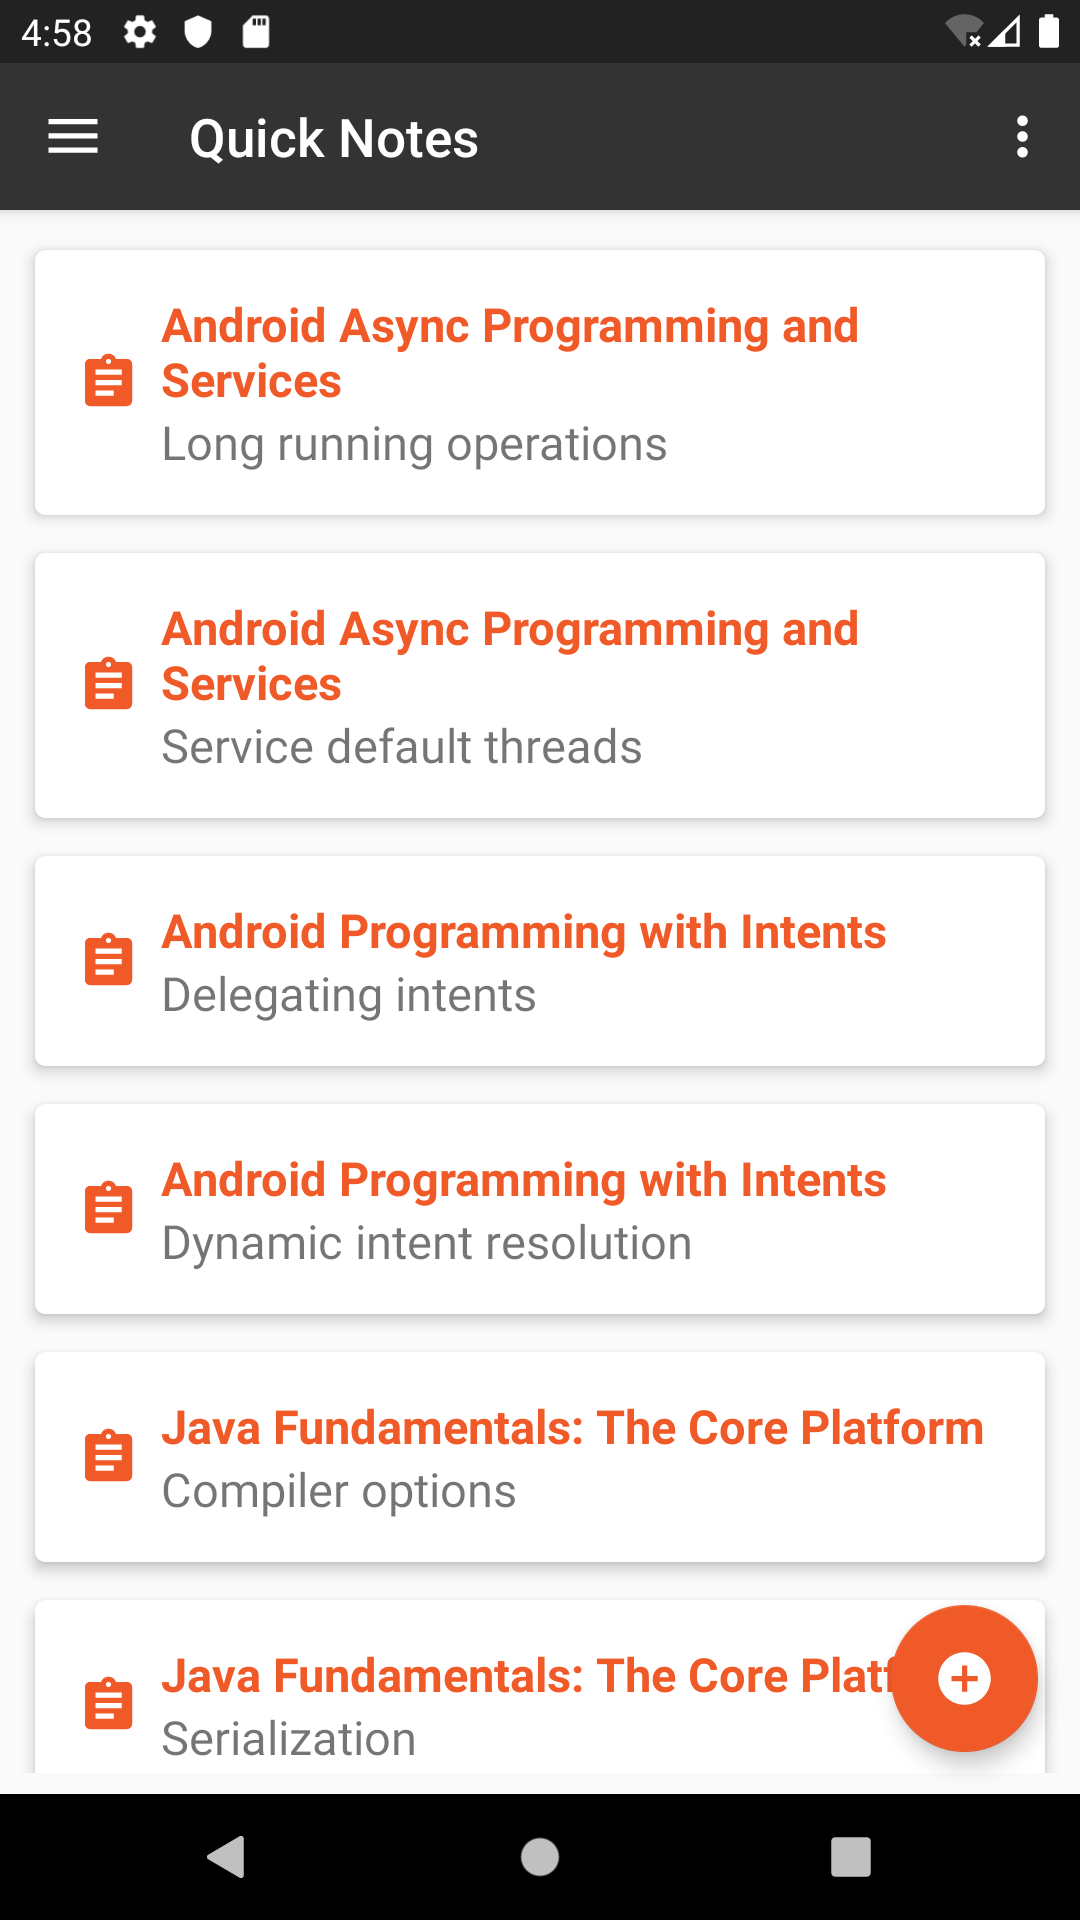 4:58
Quick Notes
Android Async Programming and
Services
Long running operations
Android Async Programming and
Services
Service default threads
Android Programming with Intents
Delegating intents
Android Programming with Intents
Dynamic intent resolution
Java Fundamentals: The Core Platform
Compiler options
Java Fundamentals: The Core Platf
Serialization